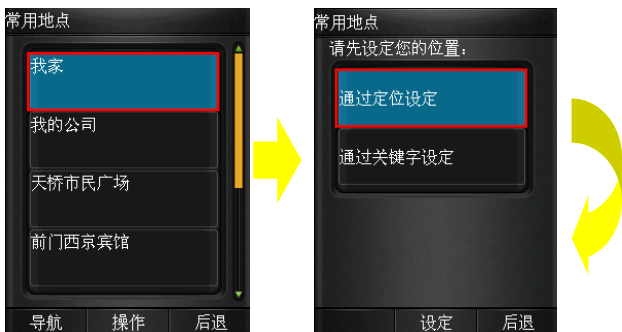 常用地点
我家
我的公司
天桥市民广场
前门西京宾馆
导航 操作 后退
常用地点
请先设定您的位置：
通过定位设定
通过关键字设定
设定 后退